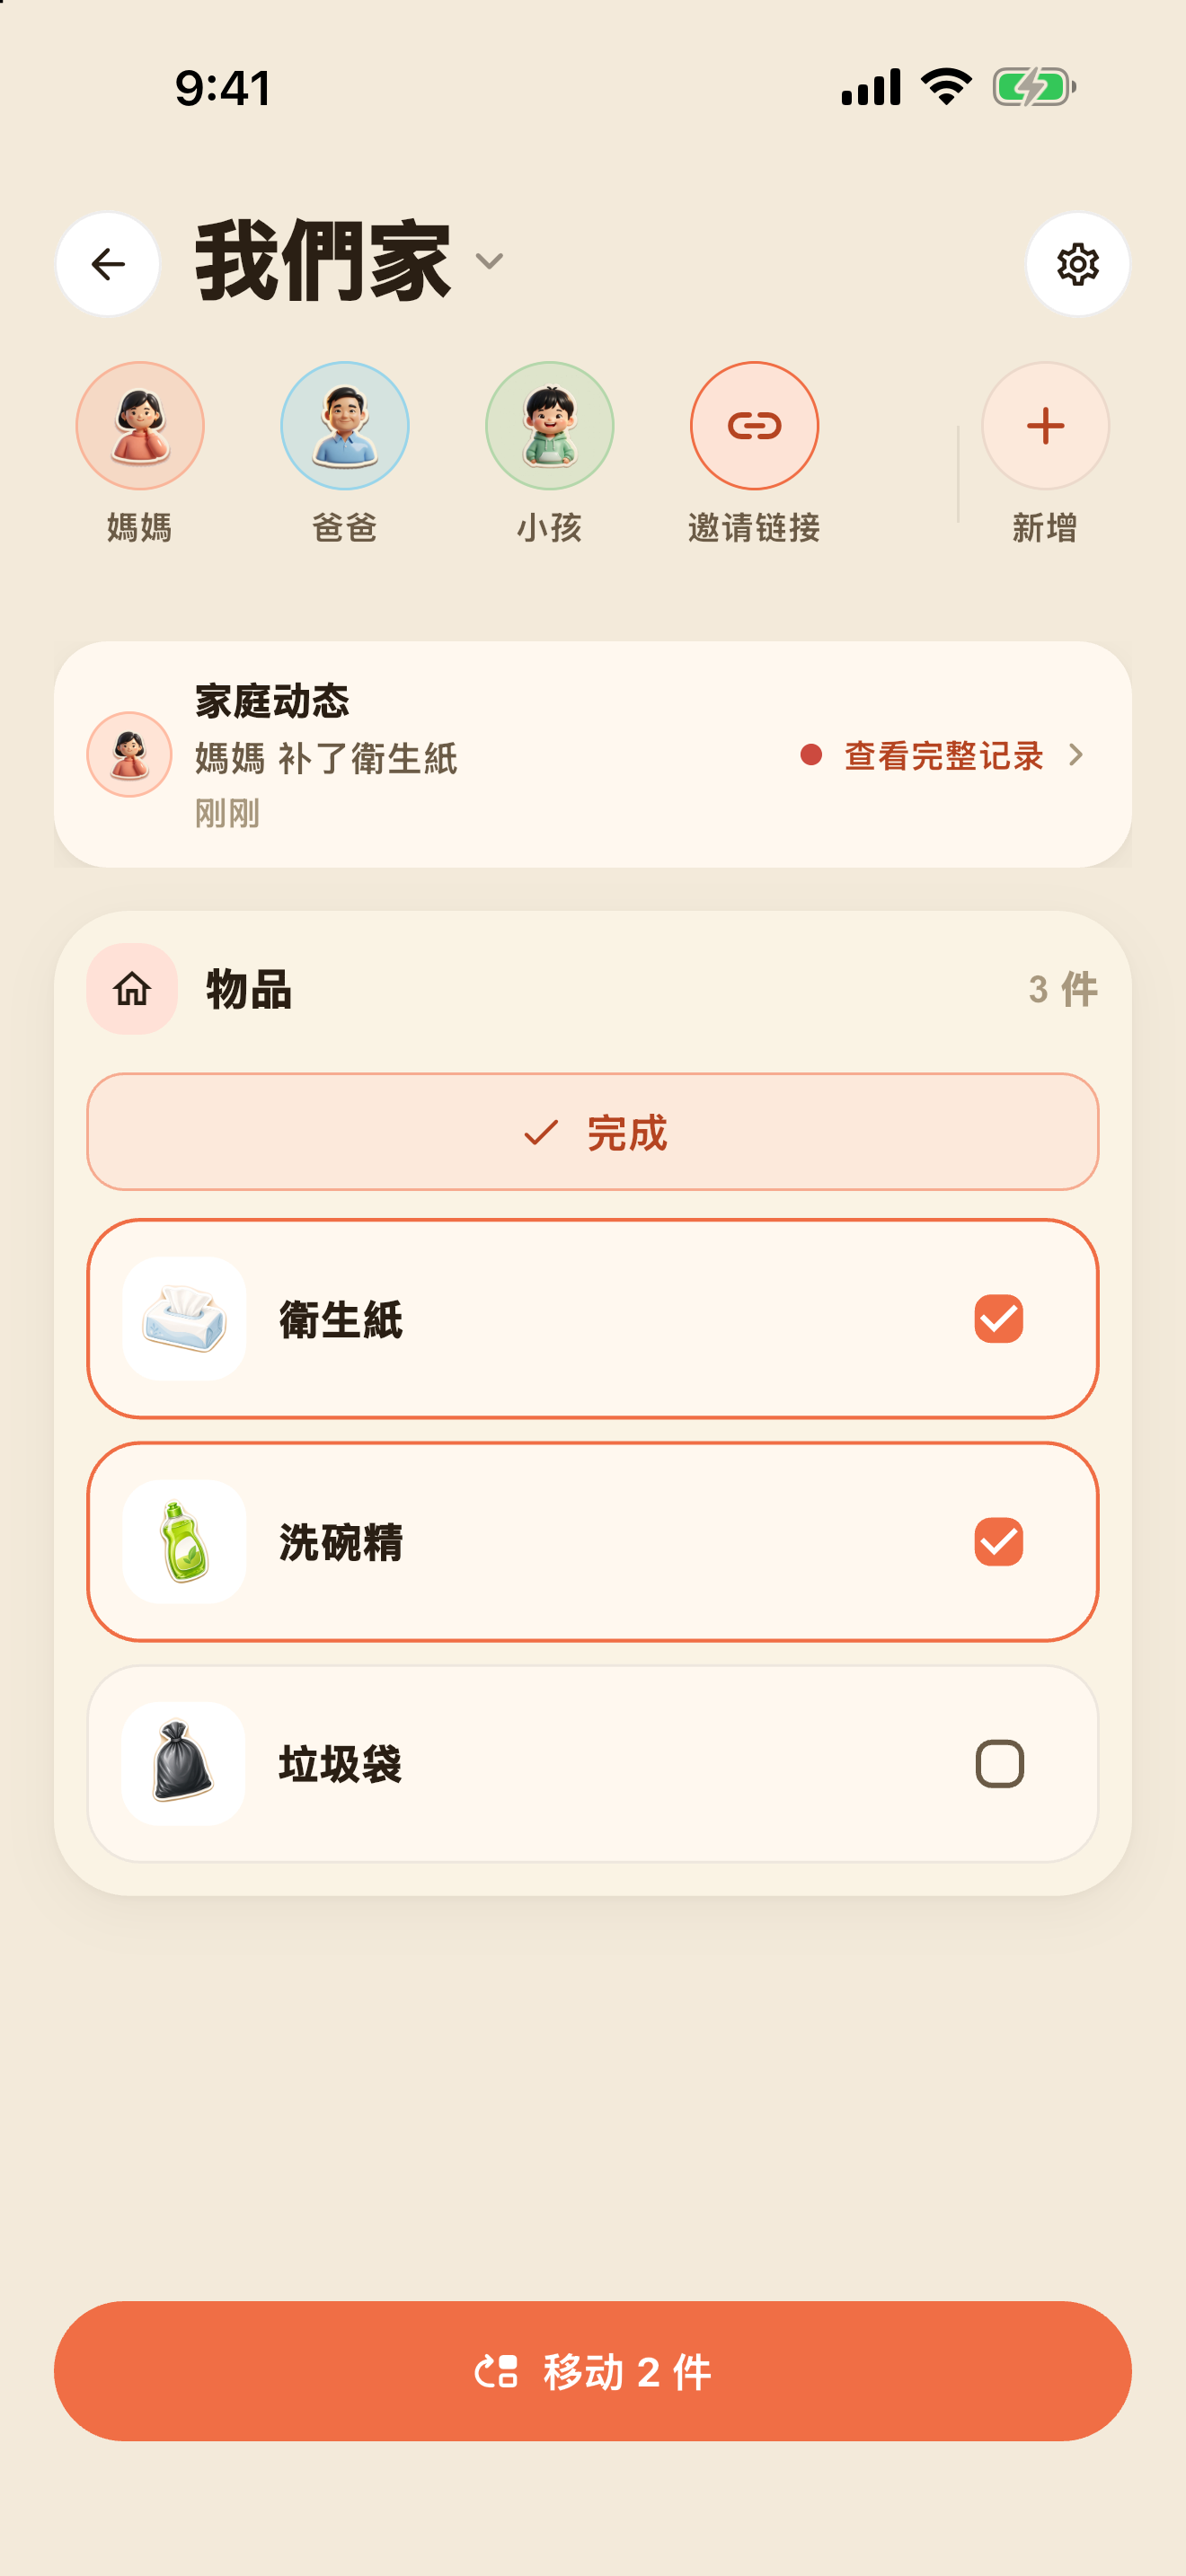 9:41
我們家
媽媽
爸爸
小孩
邀请链接
新增
家庭动态
媽媽 补了衛生紙
刚刚
查看完整记录
物品
3 件
完成
衛生紙
洗碗精
垃圾袋
移动 2 件